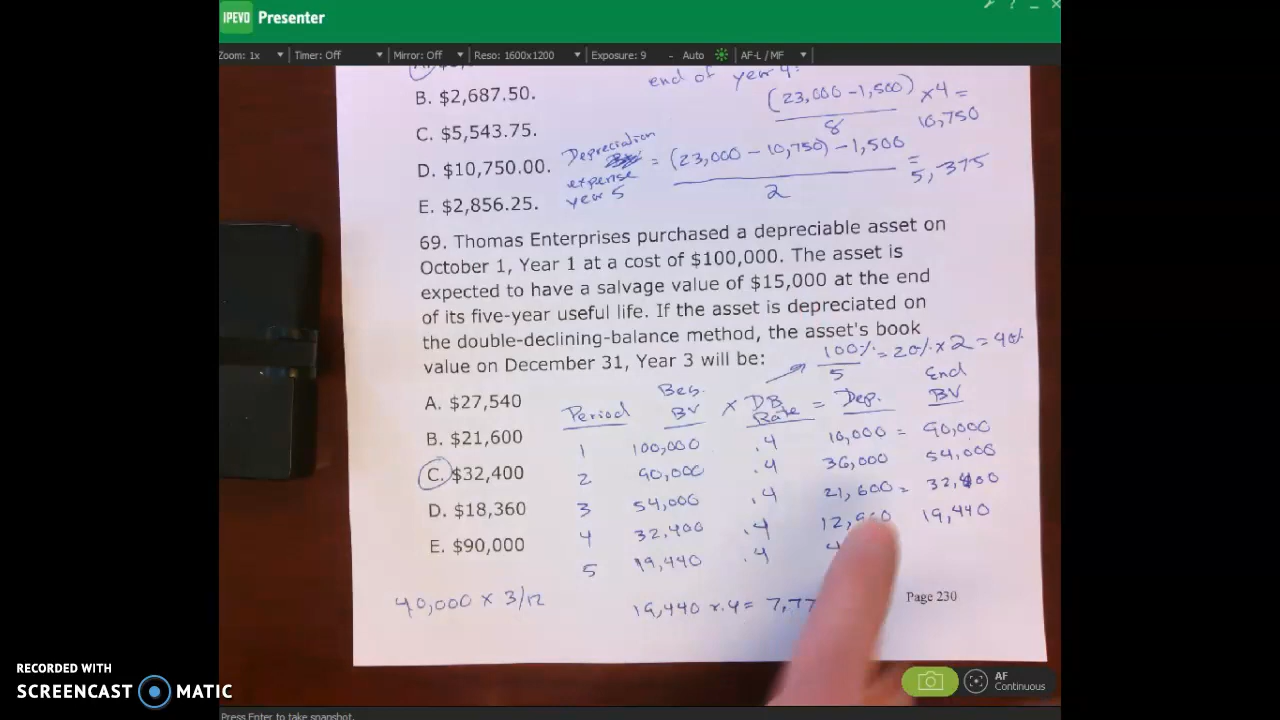 IPEVO Presenter
Zoom: 1x Timer: Off Mirror: Off Reso: 1600x1200 Exposure: 9 - Auto AF-L / MF
end of year 4:
B. $2,687.50.
(23,000 - 1,500) x 4 =
8
10,750
C. $5,543.75.
D. $10,750.00.
Depreciation
expense
year 5
= (23,000 - 10,750) - 1,500
2
= 5,375
E. $2,856.25.
69. Thomas Enterprises purchased a depreciable asset on
October 1, Year 1 at a cost of $100,000. The asset is
expected to have a salvage value of $15,000 at the end
of its five-year useful life. If the asset is depreciated on
the double-declining-balance method, the asset's book
value on December 31, Year 3 will be:
100%
5
= 20% x 2 = 40%
A. $27,540
B. $21,600
C. $32,400
D. $18,360
E. $90,000
Period Beg. BV x DB Rate = Dep. End BV
1 100,000 .4 10,000 = 90,000
2 90,000 .4 36,000 54,000
3 54,000 .4 21,600 = 32,400
4 32,400 .4 19,440
5 19,440 .4
40,000 x 3/12
19,440 x .4 =
Page 230
AF
Continuous
RECORDED WITH
SCREENCAST MATIC
Press Enter to take snapshot.